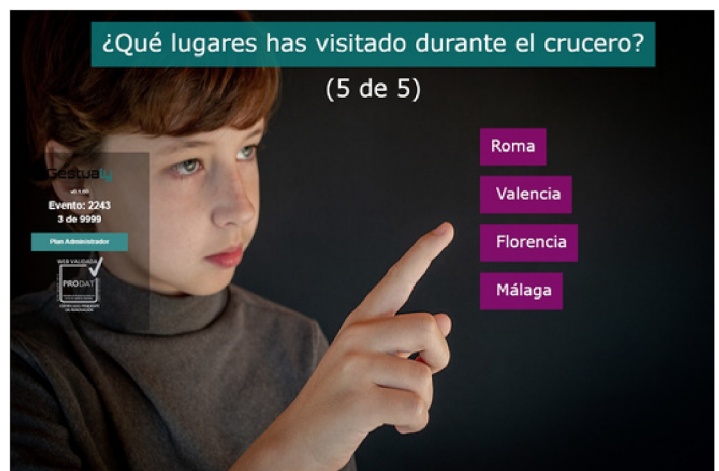 ¿Qué lugares has visitado durante el crucero?
(5 de 5)
Roma
Valencia
Florencia
Málaga
Gestualy
Evento: 2243
3 de 9999
Plan Administrador
WEB VALIDADA
PRODAT